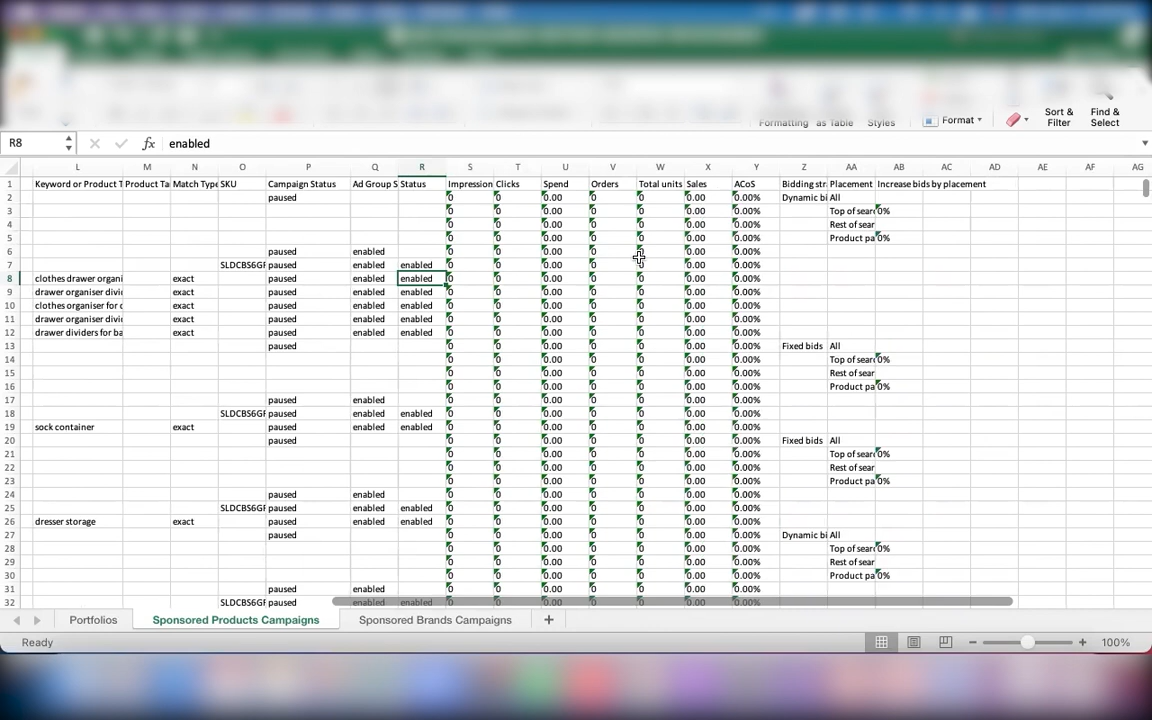 Sort &
Filter
Find &
Select
Formatting as Table Styles Format
R8 fx enabled
L M N O P Q R S T U V W X Y Z AA AB AC AD AE AF AG
1 Keyword or Product T Product Ta Match Type SKU Campaign Status Ad Group S Status Impression Clicks Spend Orders Total units Sales ACoS Bidding str Placement Increase bids by placement
2 paused 0 0 0.00 0 0 0.00 0.00% Dynamic bi All
3 0 0 0.00 0 0 0.00 0.00% Top of sear 0%
4 0 0 0.00 0 0 0.00 0.00% Rest of sear
5 0 0 0.00 0 0 0.00 0.00% Product pa 0%
6 paused enabled 0 0 0.00 0 0 0.00 0.00%
7 SLDCBS6GF paused enabled enabled 0 0 0.00 0 0.00 0.00%
8 clothes drawer organi exact paused enabled enabled 0 0 0.00 0 0 0.00 0.00%
9 drawer organiser divi exact paused enabled enabled 0 0 0.00 0 0 0.00 0.00%
10 clothes organiser for c exact paused enabled enabled 0 0 0.00 0 0 0.00 0.00%
11 drawer organiser divi exact paused enabled enabled 0 0 0.00 0 0 0.00 0.00%
12 drawer dividers for ba exact paused enabled enabled 0 0 0.00 0 0 0.00 0.00%
13 paused 0 0 0.00 0 0 0.00 0.00% Fixed bids All
14 0 0 0.00 0 0 0.00 0.00% Top of sear 0%
15 0 0 0.00 0 0 0.00 0.00% Rest of sear
16 0 0 0.00 0 0 0.00 0.00% Product pa 0%
17 paused enabled 0 0 0.00 0 0 0.00 0.00%
18 SLDCBS6GF paused enabled enabled 0 0 0.00 0 0 0.00 0.00%
19 sock container exact paused enabled enabled 0 0 0.00 0 0 0.00 0.00%
20 paused 0 0 0.00 0 0 0.00 0.00% Fixed bids All
21 0 0 0.00 0 0 0.00 0.00% Top of sear 0%
22 0 0 0.00 0 0 0.00 0.00% Rest of sear
23 0 0 0.00 0 0 0.00 0.00% Product pa 0%
24 paused enabled 0 0 0.00 0 0 0.00 0.00%
25 SLDCBS6GF paused enabled enabled 0 0 0.00 0 0 0.00 0.00%
26 dresser storage exact paused enabled enabled 0 0 0.00 0 0 0.00 0.00%
27 paused 0 0 0.00 0 0 0.00 0.00% Dynamic bi All
28 0 0 0.00 0 0 0.00 0.00% Top of sear 0%
29 0 0 0.00 0 0 0.00 0.00% Rest of sear
30 0 0 0.00 0 0 0.00 0.00% Product pa 0%
31 paused enabled 0 0 0.00 0 0 0.00 0.00%
32 SLDCBS6GF paused enabled enabled 0 0 0.00 0 0 0.00 0.00%
Portfolios Sponsored Products Campaigns Sponsored Brands Campaigns +
Ready 100%